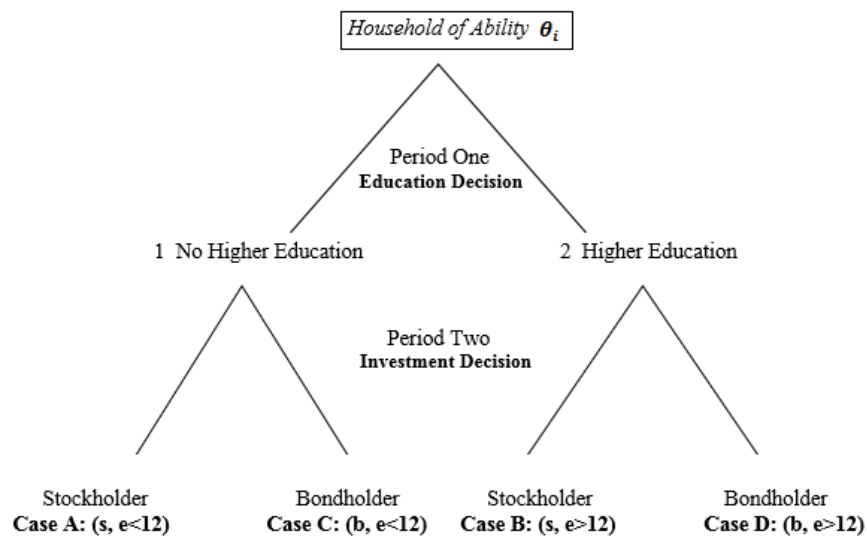 Household of Ability θᵢ
Period One
Education Decision
1 No Higher Education
2 Higher Education
Period Two
Investment Decision
Stockholder
Case A: (s, e<12)
Bondholder
Case C: (b, e<12)
Stockholder
Case B: (s, e>12)
Bondholder
Case D: (b, e>12)